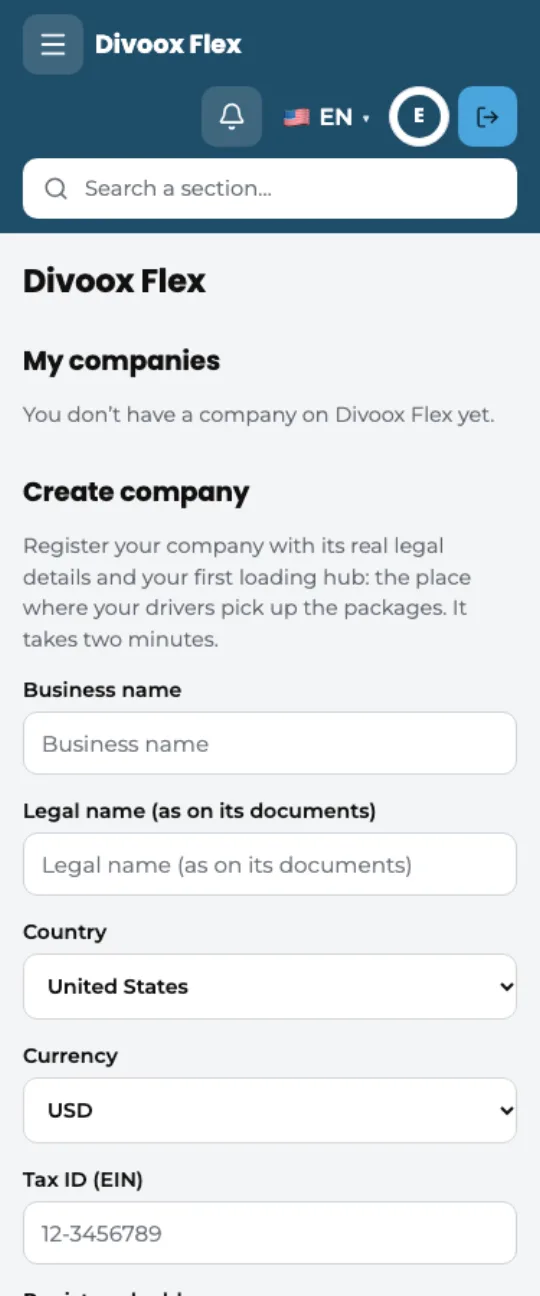 Divoox Flex
EN
E
Search a section...
Divoox Flex
My companies
You don't have a company on Divoox Flex yet.
Create company
Register your company with its real legal
details and your first loading hub: the place
where your drivers pick up the packages. It
takes two minutes.
Business name
Business name
Legal name (as on its documents)
Legal name (as on its documents)
Country
United States
Currency
USD
Tax ID (EIN)
12-3456789